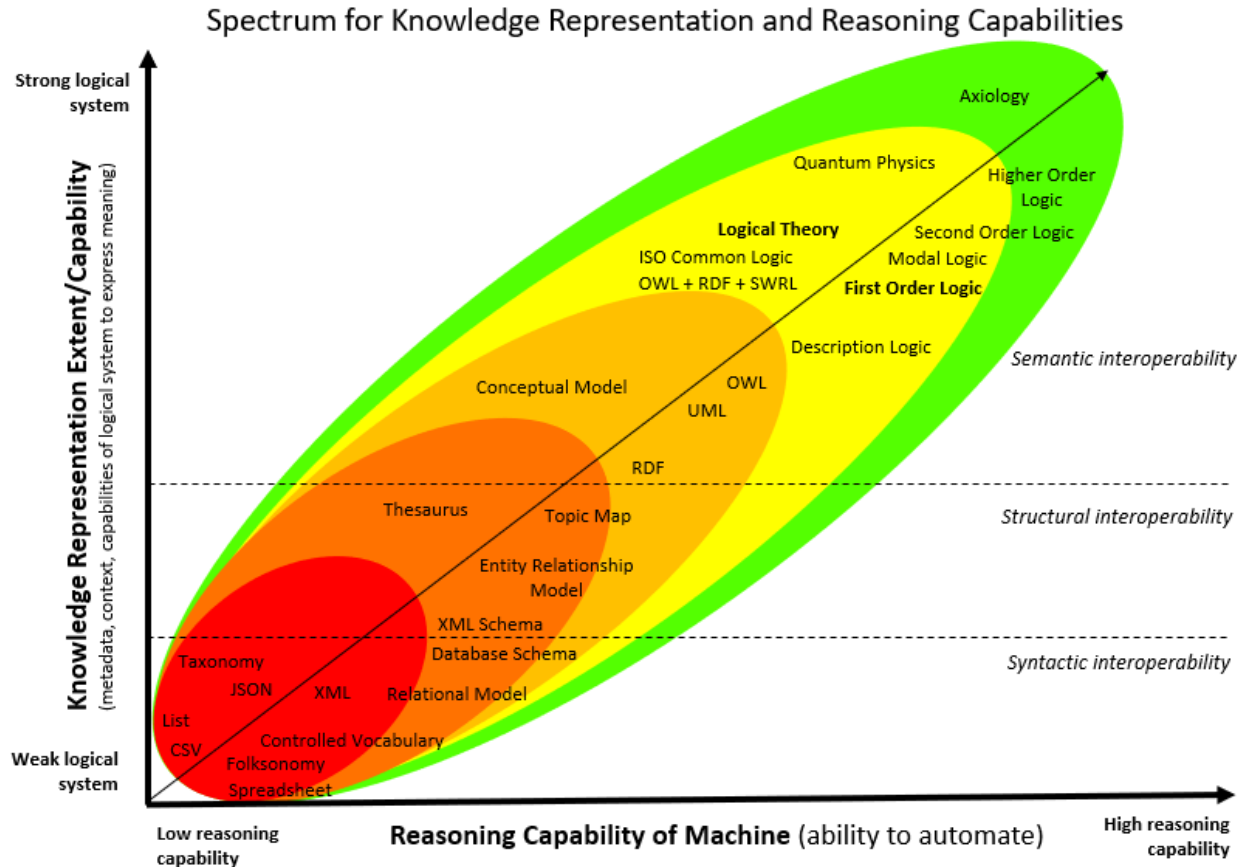 Spectrum for Knowledge Representation and Reasoning Capabilities
Strong logical
system
Knowledge Representation Extent/Capability
(metadata, context, capabilities of logical system to express meaning)
Weak logical
system
Axiology
Quantum Physics
Higher Order
Logic
Logical Theory
Second Order Logic
ISO Common Logic
Modal Logic
OWL + RDF + SWRL
First Order Logic
Description Logic
Semantic interoperability
Conceptual Model
OWL
UML
RDF
Thesaurus
Topic Map
Structural interoperability
Entity Relationship
Model
XML Schema
Database Schema
Syntactic interoperability
Taxonomy
JSON
XML
Relational Model
List
CSV
Controlled Vocabulary
Folksonomy
Spreadsheet
Low reasoning
capability
Reasoning Capability of Machine (ability to automate)
High reasoning
capability